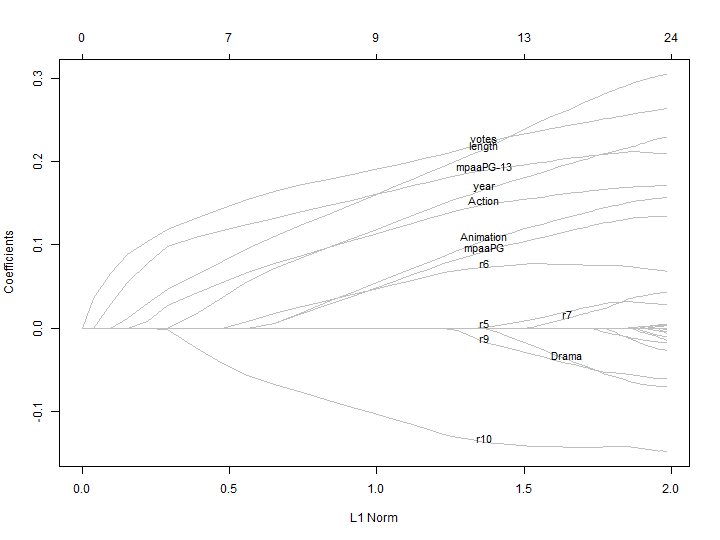 0 7 9 13 24
0.3
0.2
0.1
0.0
-0.1
Coefficients
votes
length
mpaaPG-13
year
Action
Animation
mpaaPG
r6
r7
r5
r9
Drama
r10
0.0 0.5 1.0 1.5 2.0
L1 Norm